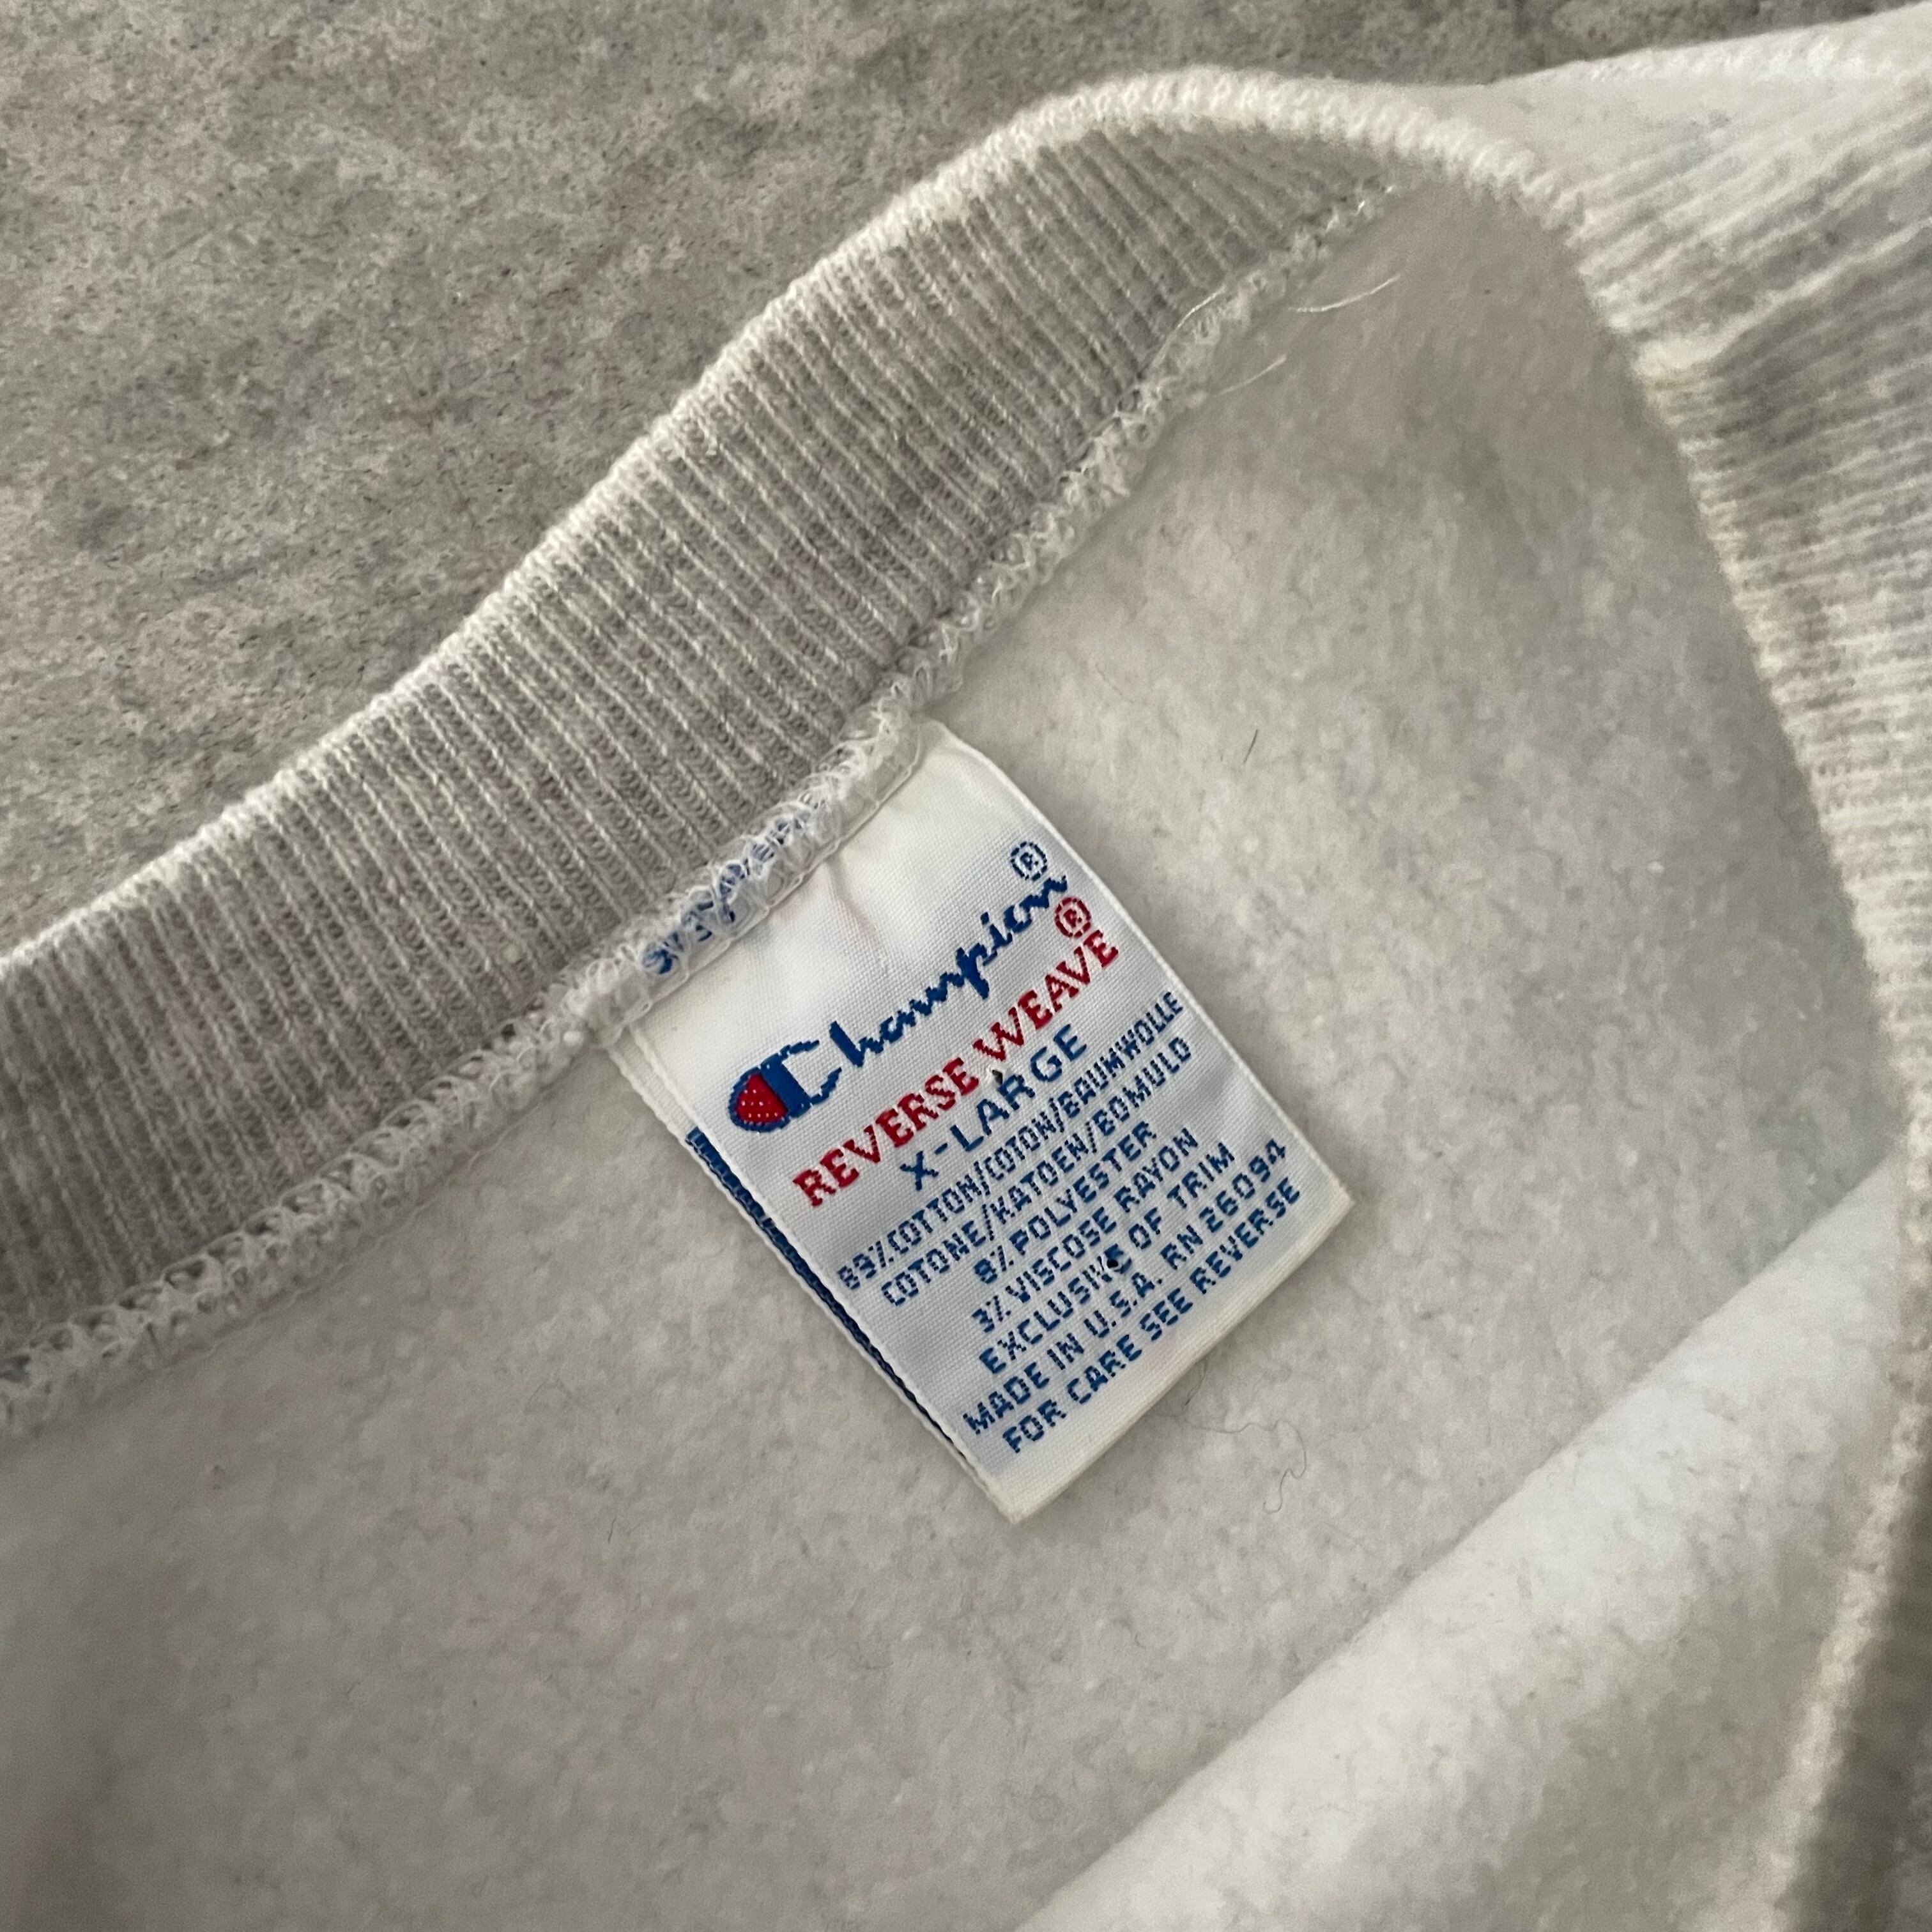 Champion®
REVERSE WEAVE®
X-LARGE
89% COTTON/COTON/BAUMWOLLE
COTONE/KATOEN/BOMULD
8% POLYESTER
3% VISCOSE RAYON
EXCLUSIVE OF TRIM
MADE IN U.S.A. RN 26094
FOR CARE SEE REVERSE